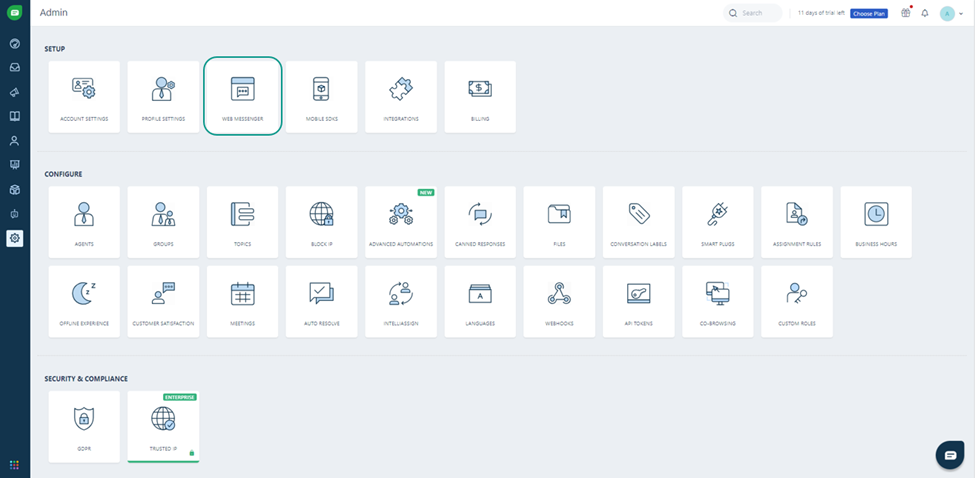 Admin
Search
11 days of trial left
Choose Plan
A
SETUP
ACCOUNT SETTINGS
PROFILE SETTINGS
WEB MESSENGER
MOBILE SDKS
INTEGRATIONS
BILLING
CONFIGURE
NEW
AGENTS
GROUPS
TOPICS
BLOCK IP
ADVANCED AUTOMATIONS
CANNED RESPONSES
FILES
CONVERSATION LABELS
SMART PLUGS
ASSIGNMENT RULES
BUSINESS HOURS
OFFLINE EXPERIENCE
CUSTOMER SATISFACTION
MEETINGS
AUTO RESOLVE
INTELLIASSIGN
LANGUAGES
WEBHOOKS
API TOKENS
CO-BROWSING
CUSTOM ROLES
SECURITY & COMPLIANCE
ENTERPRISE
GDPR
TRUSTED IP